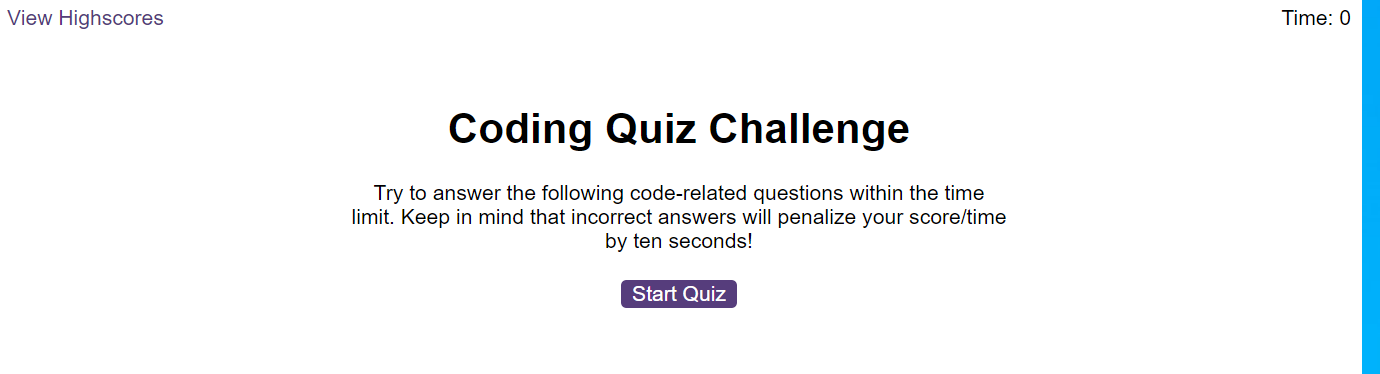 View Highscores
Time: 0
Coding Quiz Challenge
Try to answer the following code-related questions within the time
limit. Keep in mind that incorrect answers will penalize your score/time
by ten seconds!
Start Quiz